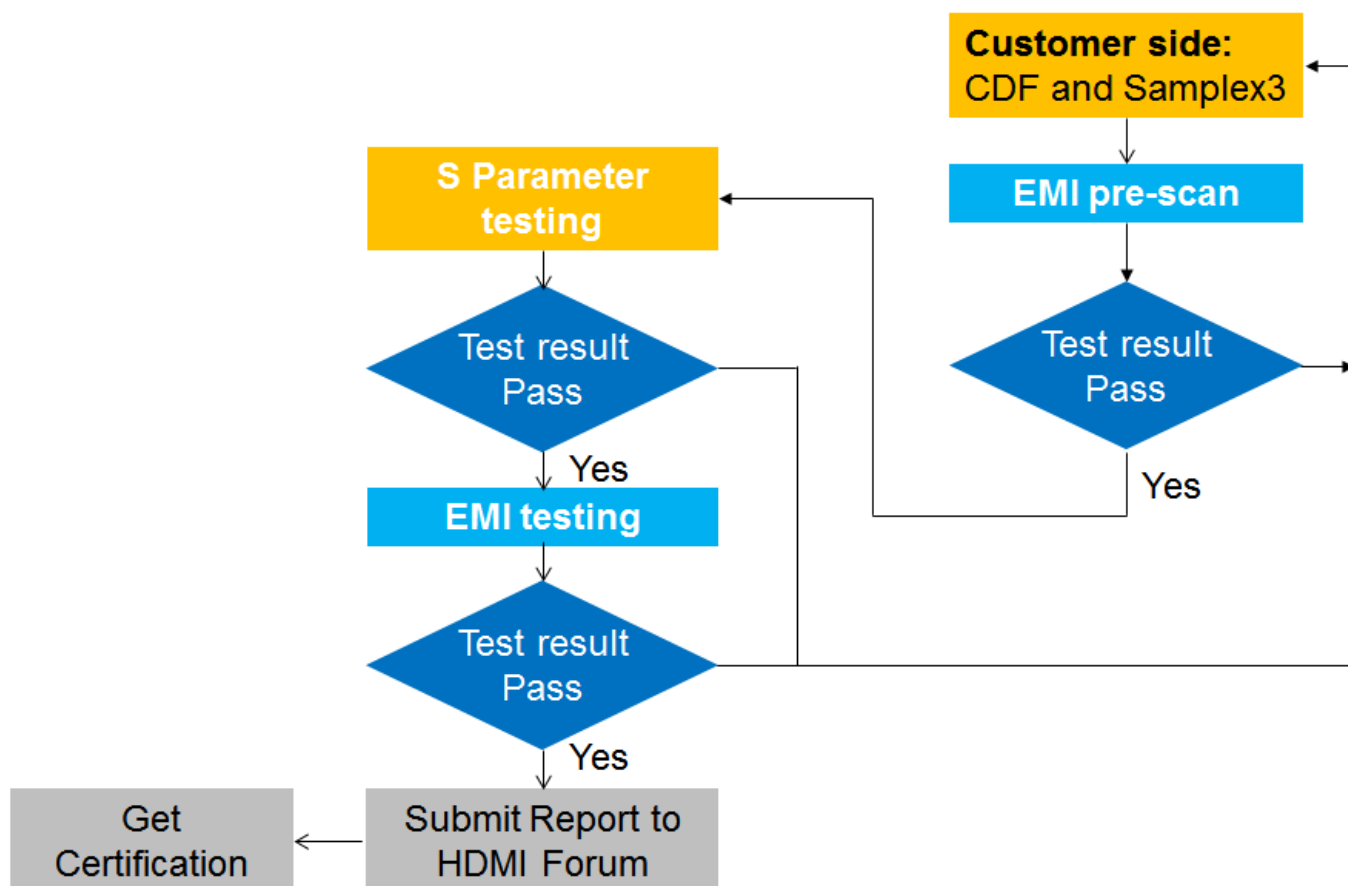 Customer side:
CDF and Samplex3
EMI pre-scan
Test result
Pass
Yes
S Parameter
testing
Test result
Pass
Yes
EMI testing
Test result
Pass
Yes
Submit Report to
HDMI Forum
Get
Certification